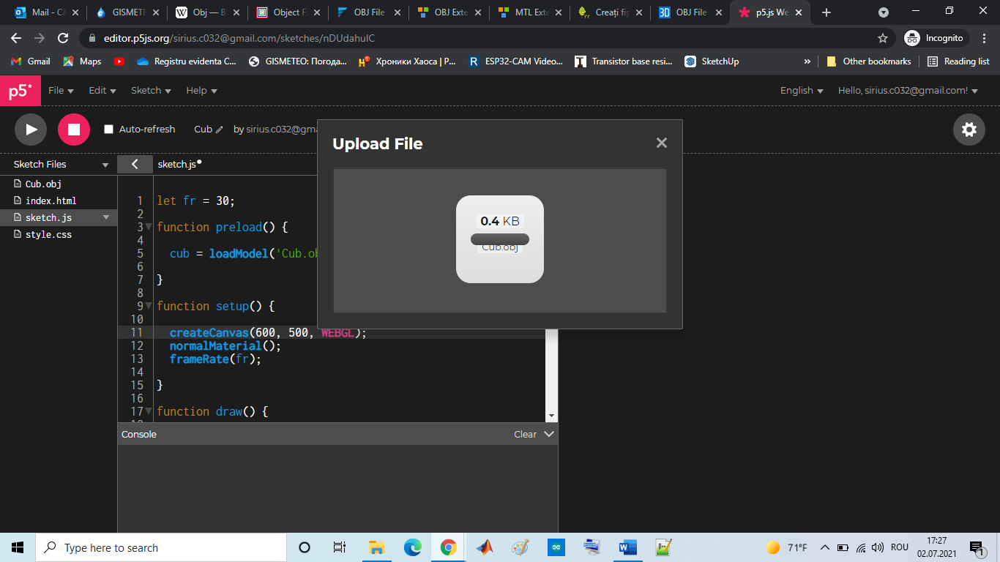 Mail - Că
GISMETE
Obj — В
Object F
OBJ File
OBJ Exte
MTL Exte
Creați fiș
OBJ File
p5.js We
editor.p5js.org/sirius.c032@gmail.com/sketches/nDUdahuIC
Incognito
Gmail
Maps
Registru evidenta C...
GISMETEO: Погода...
Хроники Хаоса | Р...
ESP32-CAM Video...
Transistor base resi...
SketchUp
»
Other bookmarks
Reading list
p5*
File
Edit
Sketch
Help
English
Hello, sirius.c032@gmail.com!
Auto-refresh
Cub
by sirius.c032@gma
Upload File
0.4 KB
Cub.obj
Sketch Files
Cub.obj
index.html
sketch.js
style.css
sketch.js
1 let fr = 30;
2
3 function preload() {
4
5 cub = loadModel('Cub.ob
6
7 }
8
9 function setup() {
10
11 createCanvas(600, 500, WEBGL);
12 normalMaterial();
13 frameRate(fr);
14
15 }
16
17 function draw() {
Console
Clear
Type here to search
71°F
ROU
17:27
02.07.2021
1